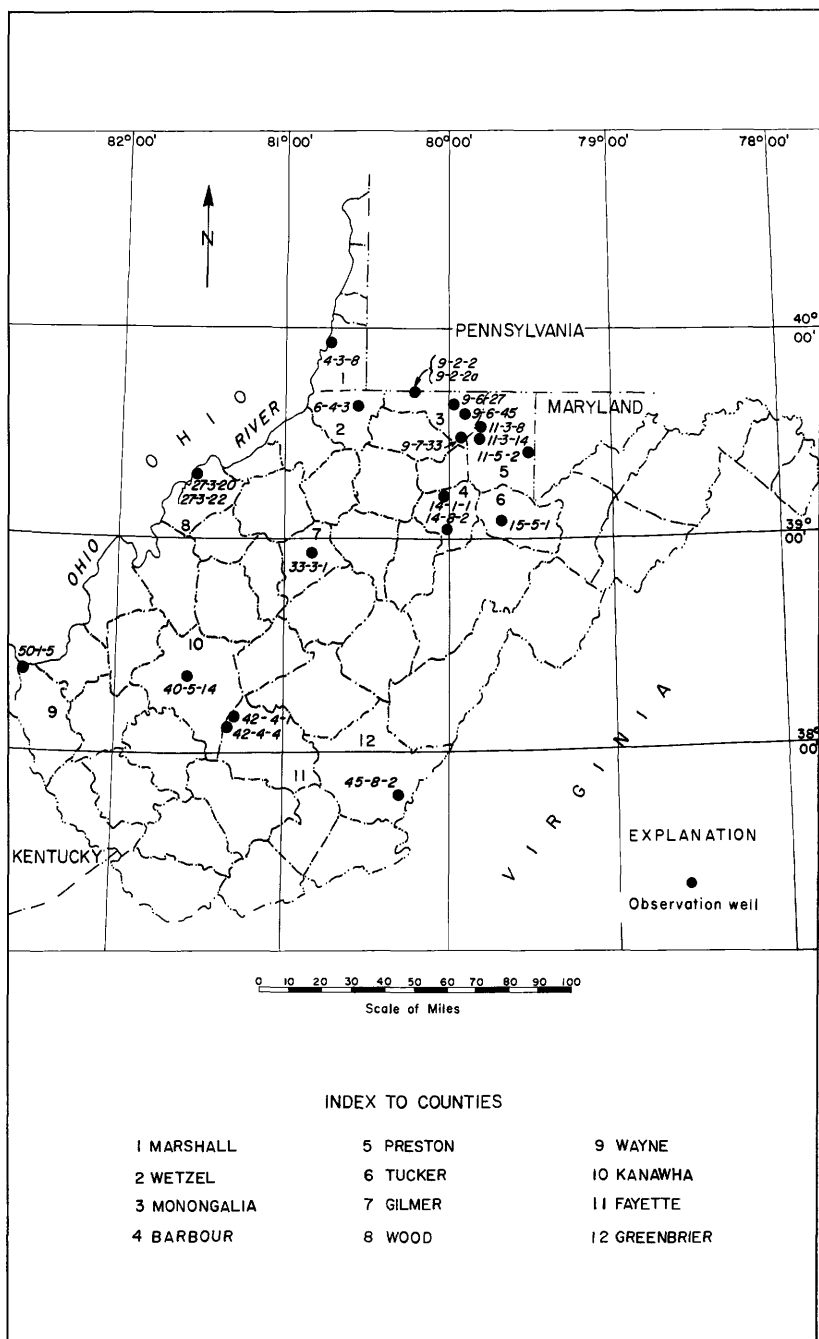 82° 00'
81° 00'
80° 00'
79° 00'
78° 00'
N
40° 00'
PENNSYLVANIA
4-3-8
9-2-2
9-2-2a
1
9-6-27
MARYLAND
6-4-3
3
9-6-45
OHIO
RIVER
2
11-3-8
9-7-33
11-3-14
11-5-2
5
27-3-20
27-3-22
4
14-1-1
6
14-8-2
15-5-1
8
7
39° 00'
33-3-1
OHIO
10
50-1-5
40-5-14
9
42-4-1
42-4-4
12
38° 00'
11
45-8-2
VIRGINIA
KENTUCKY
EXPLANATION
Observation well
0 10 20 30 40 50 60 70 80 90 100
Scale of Miles
INDEX TO COUNTIES
1 MARSHALL 5 PRESTON 9 WAYNE
2 WETZEL 6 TUCKER 10 KANAWHA
3 MONONGALIA 7 GILMER 11 FAYETTE
4 BARBOUR 8 WOOD 12 GREENBRIER